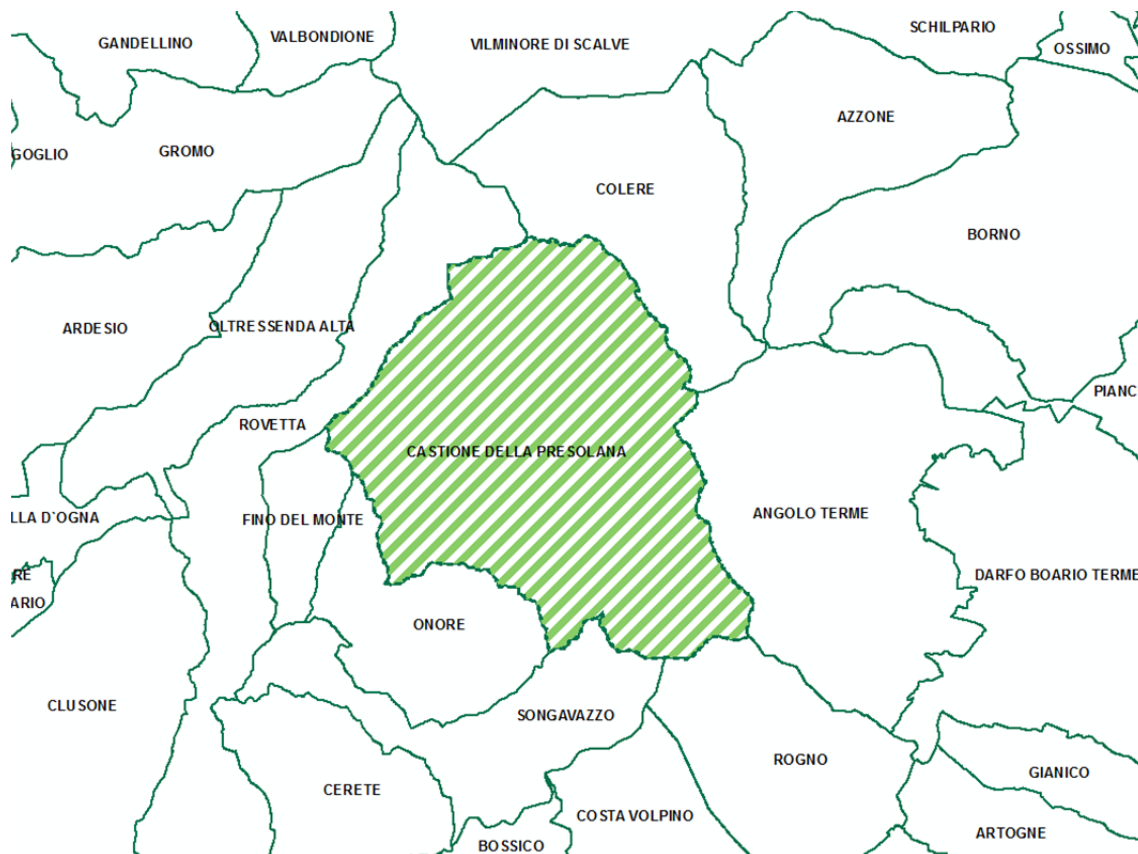 SCHILPARIO
VALBONDIONE
GANDELLINO
VILMINORE DI SCALVE
OSSIMO
AZZONE
GOGLIO
GROMO
COLERE
BORNO
ARDESIO
OLTRESSENDA ALTA
PIANC
ROVETTA
CASTIONE DELLA PRESOLANA
ANGOLO TERME
LLA D'OGNA
FINO DEL MONTE
RE
DARFO BOARIO TERME
ARIO
ONORE
CLUSONE
SONGAVAZZO
ROGNO
GIANICO
CERETE
COSTA VOLPINO
ARTOGNE
BOSSICO